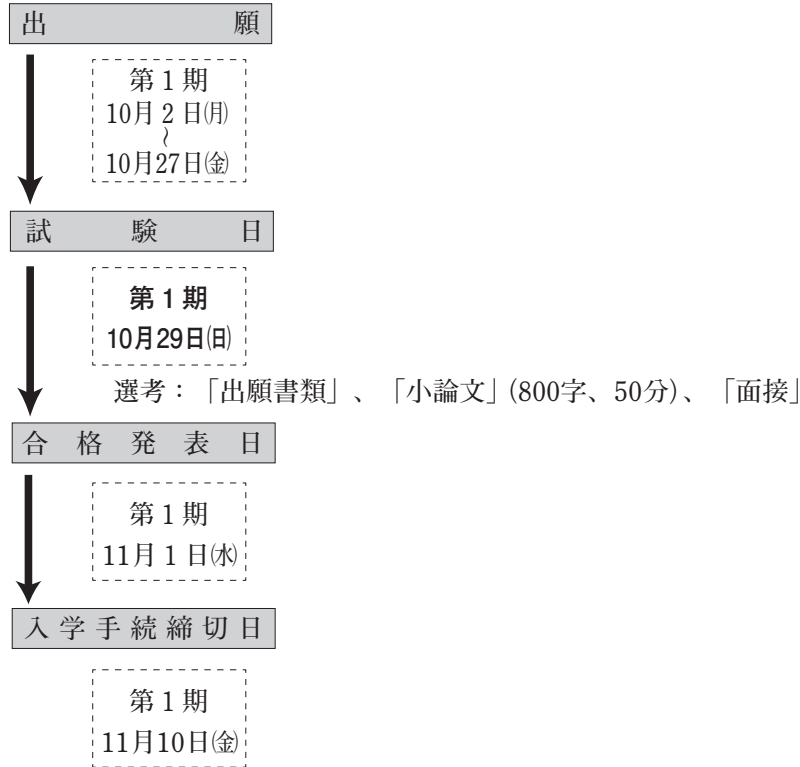 出願
第1期
10月2日㈪
〜
10月27日㈮
試験日
第1期
10月29日㈰
選考：「出願書類」、「小論文」(800字、50分)、「面接」
合格発表日
第1期
11月1日㈬
入学手続締切日
第1期
11月10日㈮